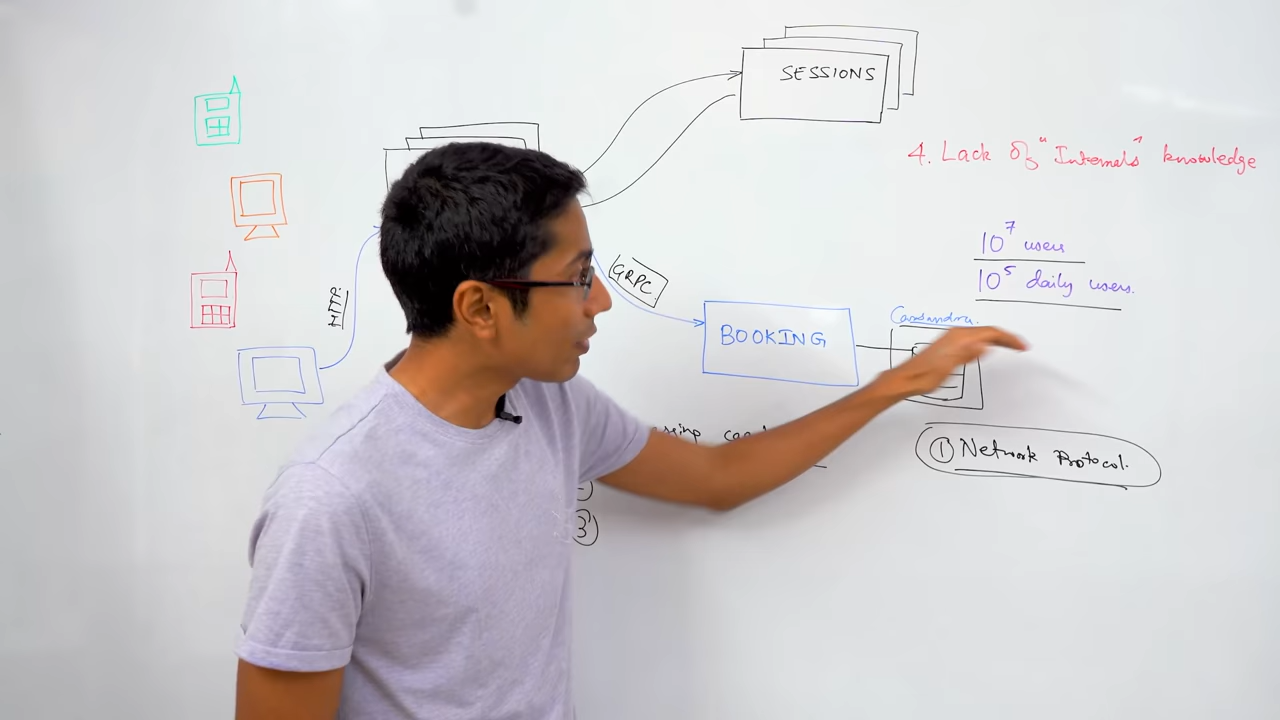 SESSIONS
4. Lack of "Internals" knowledge
10^7 users
10^5 daily users.
HTTP.
GRPC.
BOOKING
Cassandra.
① Network Protocol.
3